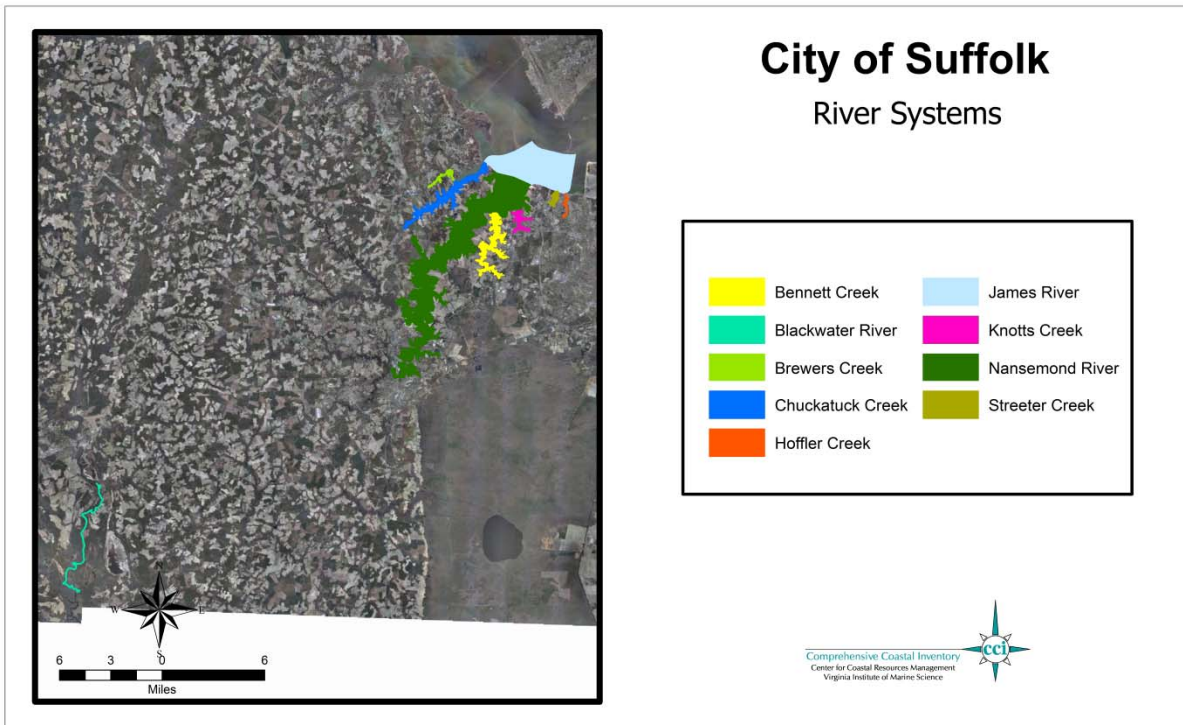 City of Suffolk
River Systems
Bennett Creek
Blackwater River
Brewers Creek
Chuckatuck Creek
Hoffler Creek
James River
Knotts Creek
Nansemond River
Streeter Creek
N
W E
S
6 3 0 6
Miles
cci
Comprehensive Coastal Inventory
Center for Coastal Resources Management
Virginia Institute of Marine Science